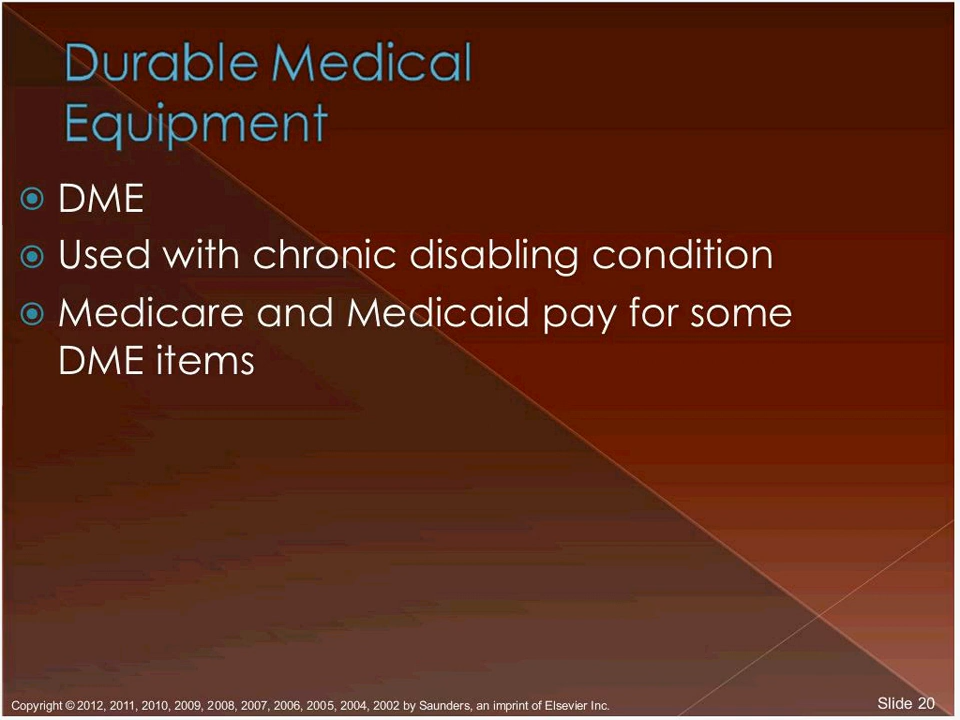 Durable Medical
Equipment
DME
Used with chronic disabling condition
Medicare and Medicaid pay for some
DME items
Copyright © 2012, 2011, 2010, 2009, 2008, 2007, 2006, 2005, 2004, 2002 by Saunders, an imprint of Elsevier Inc.
Slide 20